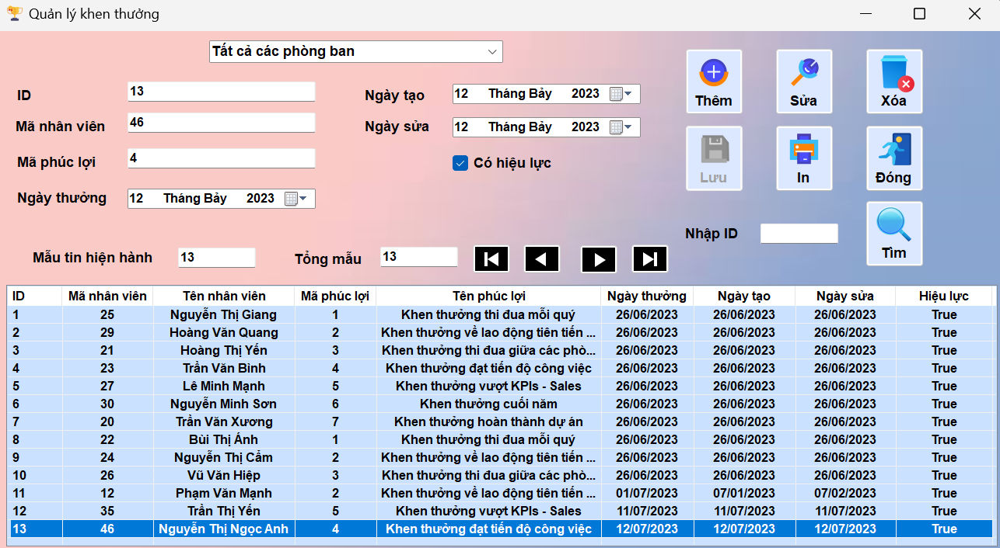 Quản lý khen thưởng
Tất cả các phòng ban
ID 13
Mã nhân viên 46
Mã phúc lợi 4
Ngày thưởng 12 Tháng Bảy 2023
Ngày tạo 12 Tháng Bảy 2023
Ngày sửa 12 Tháng Bảy 2023
Có hiệu lực
Thêm Sửa Xóa
Lưu In Đóng
Nhập ID Tìm
Mẫu tin hiện hành 13 Tổng mẫu 13
ID Mã nhân viên Tên nhân viên Mã phúc lợi Tên phúc lợi Ngày thưởng Ngày tạo Ngày sửa Hiệu lực
1 25 Nguyễn Thị Giang 1 Khen thưởng thi đua mỗi quý 26/06/2023 26/06/2023 26/06/2023 True
2 29 Hoàng Văn Quang 2 Khen thưởng về lao động tiên tiến ... 26/06/2023 26/06/2023 26/06/2023 True
3 21 Hoàng Thị Yến 3 Khen thưởng thi đua giữa các phò... 26/06/2023 26/06/2023 26/06/2023 True
4 23 Trần Văn Bình 4 Khen thưởng đạt tiến độ công việc 26/06/2023 26/06/2023 26/06/2023 True
5 27 Lê Minh Mạnh 5 Khen thưởng vượt KPIs - Sales 26/06/2023 26/06/2023 26/06/2023 True
6 30 Nguyễn Minh Sơn 6 Khen thưởng cuối năm 26/06/2023 26/06/2023 26/06/2023 True
7 20 Trần Văn Xương 7 Khen thưởng hoàn thành dự án 26/06/2023 26/06/2023 26/06/2023 True
8 22 Bùi Thị Ánh 1 Khen thưởng thi đua mỗi quý 26/06/2023 26/06/2023 26/06/2023 True
9 24 Nguyễn Thị Cẩm 2 Khen thưởng về lao động tiên tiến ... 26/06/2023 26/06/2023 26/06/2023 True
10 26 Vũ Văn Hiệp 3 Khen thưởng thi đua giữa các phò... 26/06/2023 26/06/2023 26/06/2023 True
11 12 Phạm Văn Mạnh 2 Khen thưởng về lao động tiên tiến ... 01/07/2023 07/01/2023 07/02/2023 True
12 35 Trần Thị Yến 5 Khen thưởng vượt KPIs - Sales 11/07/2023 11/07/2023 11/07/2023 True
13 46 Nguyễn Thị Ngọc Anh 4 Khen thưởng đạt tiến độ công việc 12/07/2023 12/07/2023 12/07/2023 True